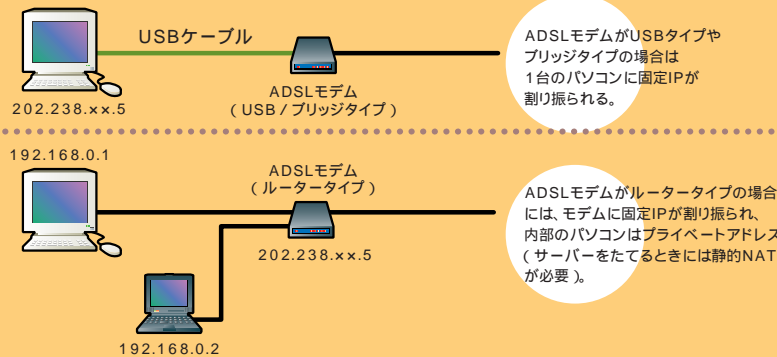 USBケーブル
ADSLモデム
(USB/ブリッジタイプ)
202.238.××.5
ADSLモデムがUSBタイプや
ブリッジタイプの場合は
1台のパソコンに固定IPが
割り振られる。
192.168.0.1
ADSLモデム
(ルータータイプ)
202.238.××.5
192.168.0.2
ADSLモデムがルータータイプの場合
には、モデムに固定IPが割り振られ、
内部のパソコンはプライベートアドレス
(サーバーをたてるときには静的NAT
が必要)。